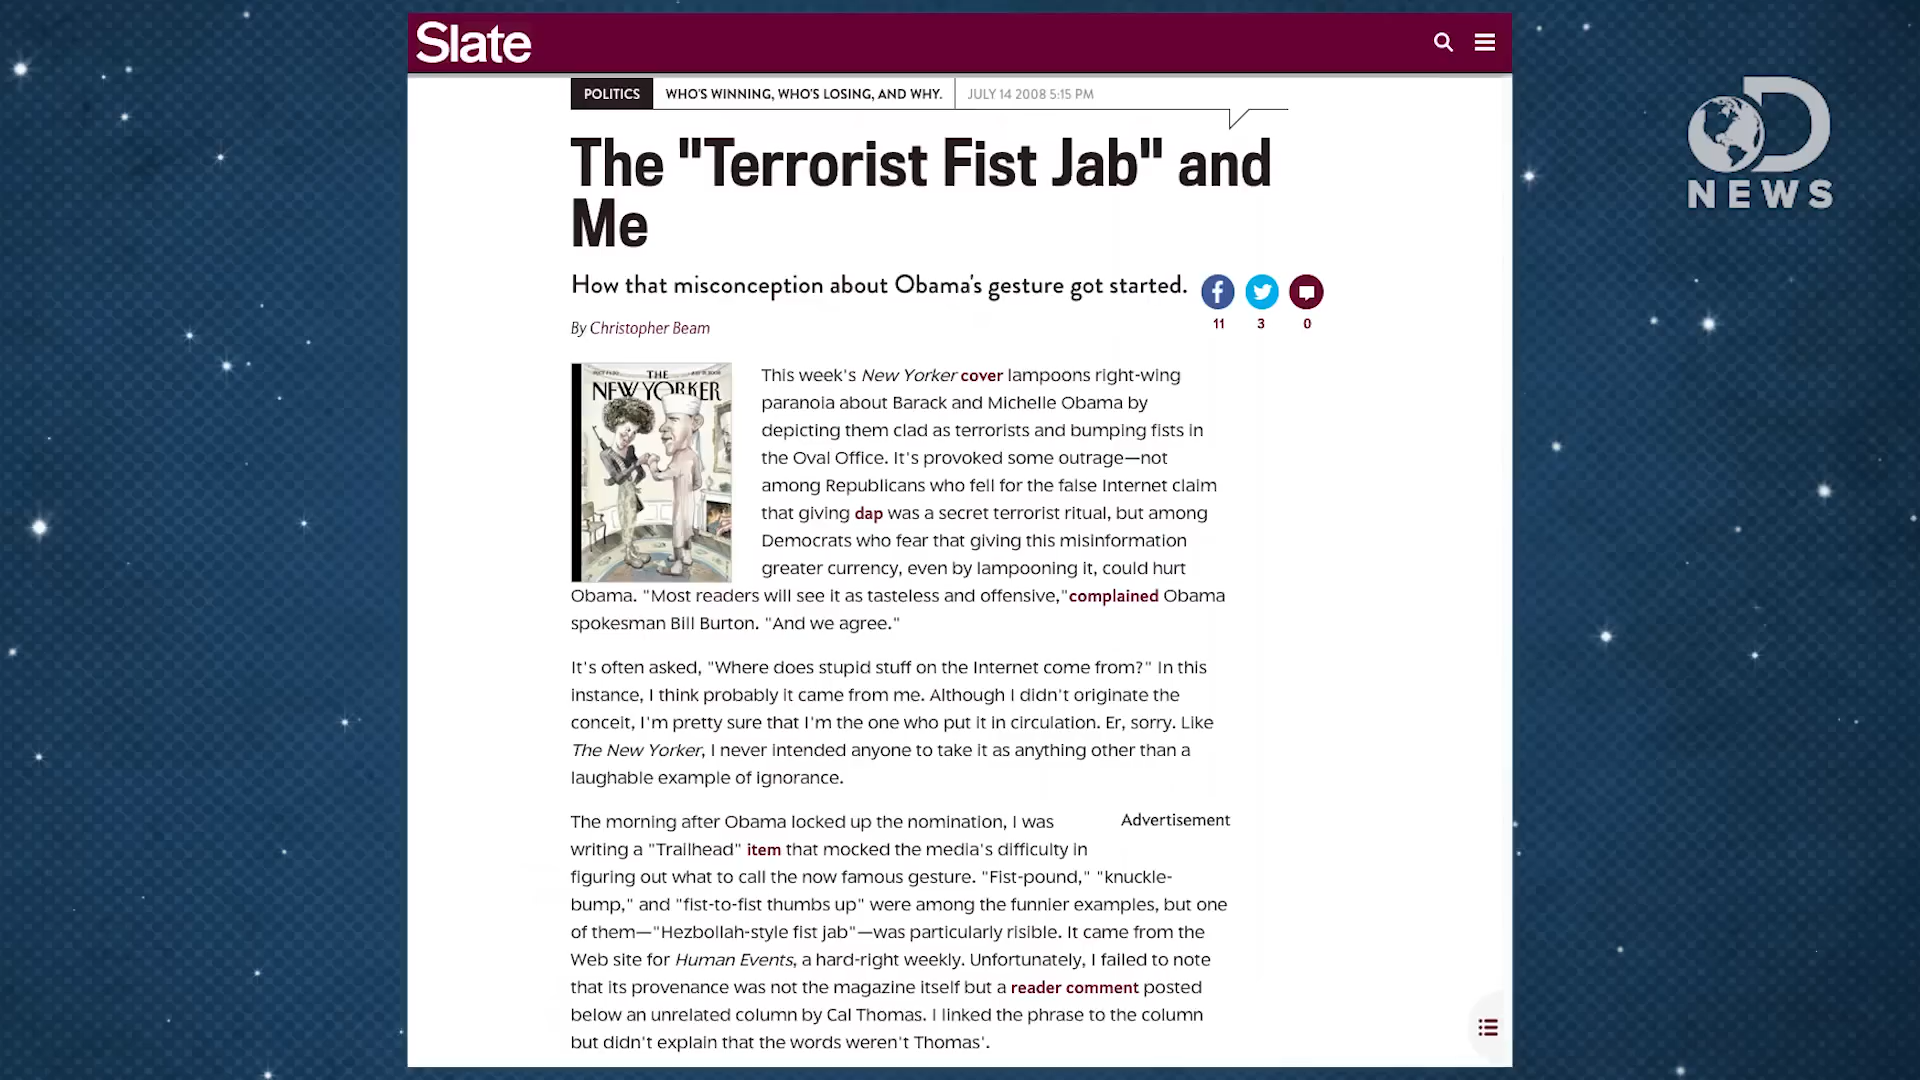 Slate
POLITICS WHO'S WINNING, WHO'S LOSING, AND WHY. JULY 14 2008 5:15 PM
The "Terrorist Fist Jab" and
Me
How that misconception about Obama's gesture got started.
11 3 0
By Christopher Beam
THE
NEW YORKER
This week's New Yorker cover lampoons right-wing
paranoia about Barack and Michelle Obama by
depicting them clad as terrorists and bumping fists in
the Oval Office. It's provoked some outrage—not
among Republicans who fell for the false Internet claim
that giving dap was a secret terrorist ritual, but among
Democrats who fear that giving this misinformation
greater currency, even by lampooning it, could hurt
Obama. "Most readers will see it as tasteless and offensive,"complained Obama
spokesman Bill Burton. "And we agree."
It's often asked, "Where does stupid stuff on the Internet come from?" In this
instance, I think probably it came from me. Although I didn't originate the
conceit, I'm pretty sure that I'm the one who put it in circulation. Er, sorry. Like
The New Yorker, I never intended anyone to take it as anything other than a
laughable example of ignorance.
The morning after Obama locked up the nomination, I was
Advertisement
writing a "Trailhead" item that mocked the media's difficulty in
figuring out what to call the now famous gesture. "Fist-pound," "knuckle-
bump," and "fist-to-fist thumbs up" were among the funnier examples, but one
of them—"Hezbollah-style fist jab"—was particularly risible. It came from the
Web site for Human Events, a hard-right weekly. Unfortunately, I failed to note
that its provenance was not the magazine itself but a reader comment posted
below an unrelated column by Cal Thomas. I linked the phrase to the column
but didn't explain that the words weren't Thomas'.
D
NEWS